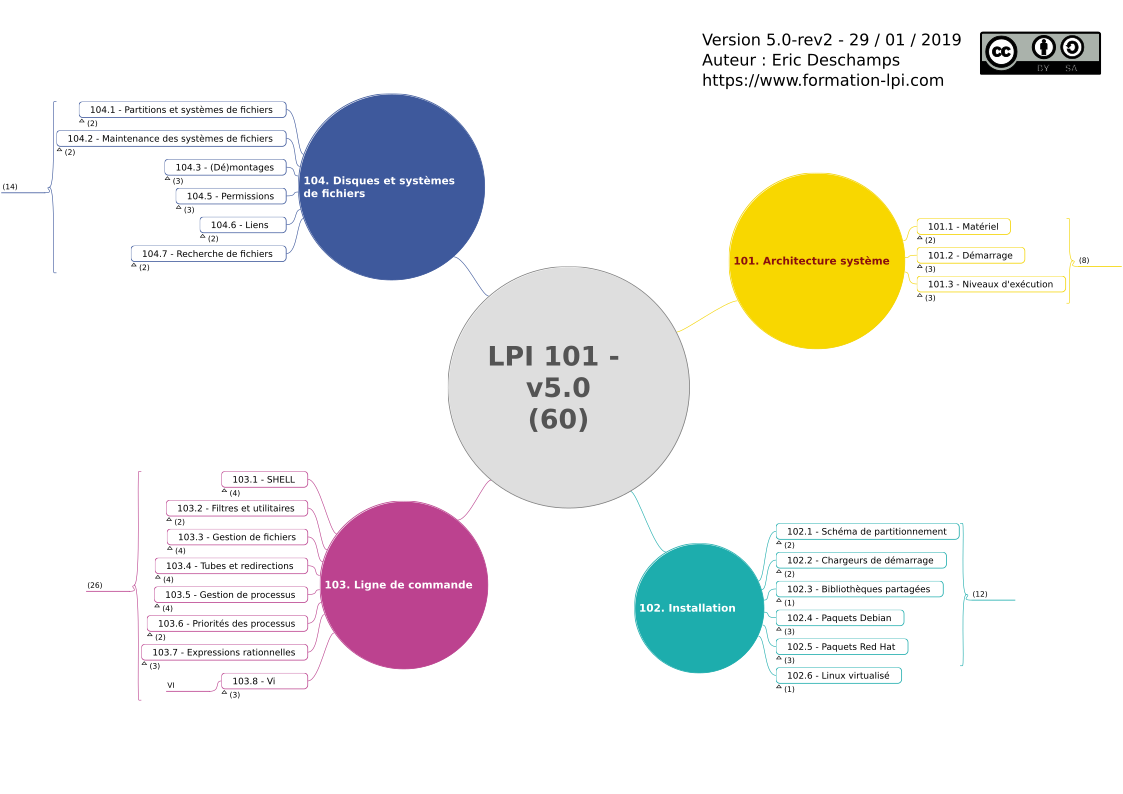 Version 5.0-rev2 - 29 / 01 / 2019
Auteur : Eric Deschamps
https://www.formation-lpi.com
cc
BY SA
LPI 101 -
v5.0
(60)
101. Architecture système
101.1 - Matériel
(2)
101.2 - Démarrage
(3)
101.3 - Niveaux d'exécution
(3)
(8)
102. Installation
102.1 - Schéma de partitionnement
(2)
102.2 - Chargeurs de démarrage
(2)
102.3 - Bibliothèques partagées
(1)
102.4 - Paquets Debian
(3)
102.5 - Paquets Red Hat
(3)
102.6 - Linux virtualisé
(1)
(12)
103. Ligne de commande
103.1 - SHELL
(4)
103.2 - Filtres et utilitaires
(2)
103.3 - Gestion de fichiers
(4)
103.4 - Tubes et redirections
(4)
103.5 - Gestion de processus
(4)
103.6 - Priorités des processus
(2)
103.7 - Expressions rationnelles
(3)
103.8 - Vi
(3)
VI
(26)
104. Disques et systèmes
de fichiers
104.1 - Partitions et systèmes de fichiers
(2)
104.2 - Maintenance des systèmes de fichiers
(2)
104.3 - (Dé)montages
(3)
104.5 - Permissions
(3)
104.6 - Liens
(2)
104.7 - Recherche de fichiers
(2)
(14)